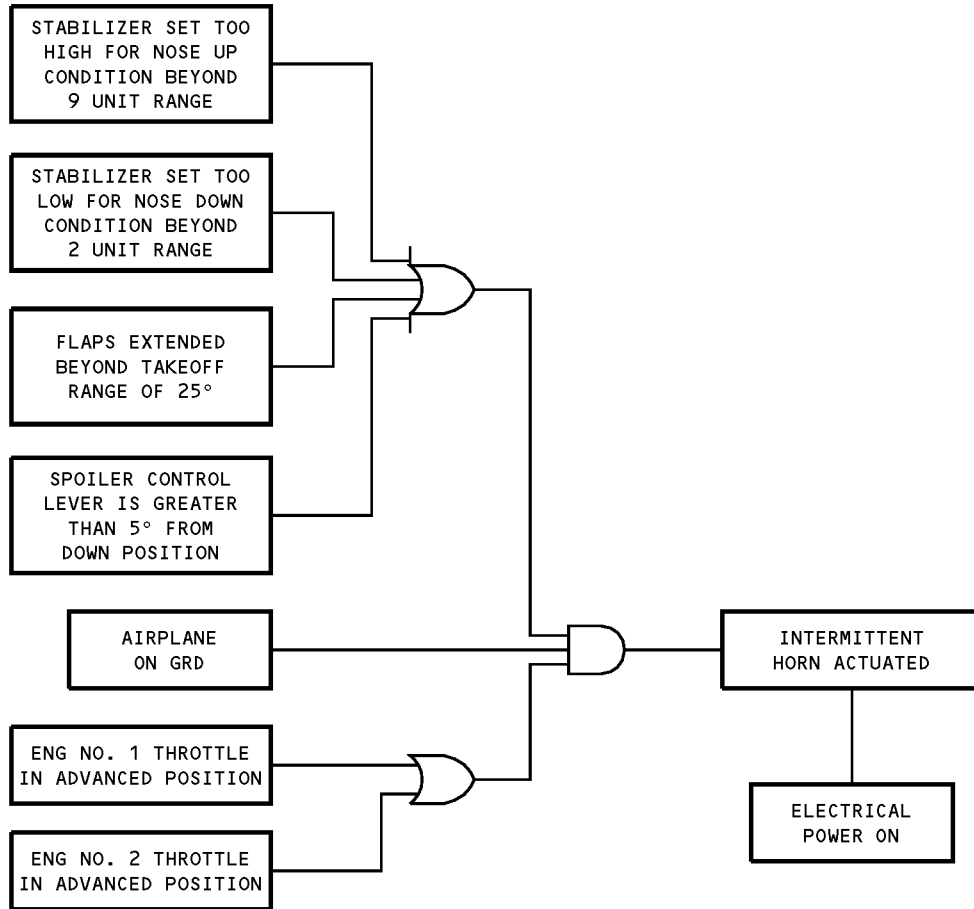 STABILIZER SET TOO
HIGH FOR NOSE UP
CONDITION BEYOND
9 UNIT RANGE
STABILIZER SET TOO
LOW FOR NOSE DOWN
CONDITION BEYOND
2 UNIT RANGE
FLAPS EXTENDED
BEYOND TAKEOFF
RANGE OF 25°
SPOILER CONTROL
LEVER IS GREATER
THAN 5° FROM
DOWN POSITION
AIRPLANE
ON GRD
INTERMITTENT
HORN ACTUATED
ENG NO. 1 THROTTLE
IN ADVANCED POSITION
ELECTRICAL
POWER ON
ENG NO. 2 THROTTLE
IN ADVANCED POSITION